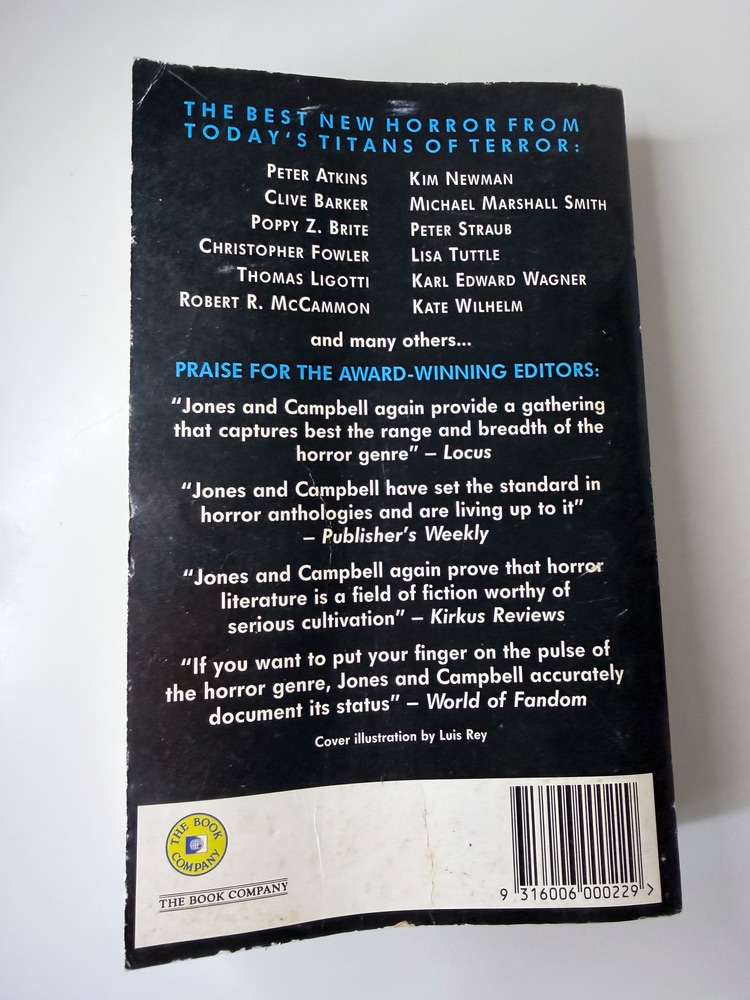 THE BEST NEW HORROR FROM
TODAY'S TITANS OF TERROR:
PETER ATKINS
CLIVE BARKER
POPPY Z. BRITE
CHRISTOPHER FOWLER
THOMAS LIGOTTI
ROBERT R. MCCAMMON
KIM NEWMAN
MICHAEL MARSHALL SMITH
PETER STRAUB
LISA TUTTLE
KARL EDWARD WAGNER
KATE WILHELM
and many others...
PRAISE FOR THE AWARD-WINNING EDITORS:
“Jones and Campbell again provide a gathering
that captures best the range and breadth of the
horror genre” – Locus
“Jones and Campbell have set the standard in
horror anthologies and are living up to it”
– Publisher's Weekly
“Jones and Campbell again prove that horror
literature is a field of fiction worthy of
serious cultivation” – Kirkus Reviews
“If you want to put your finger on the pulse of
the horror genre, Jones and Campbell accurately
document its status” – World of Fandom
Cover illustration by Luis Rey
THE BOOK
COMPANY
THE BOOK COMPANY
9 316006 000229 >